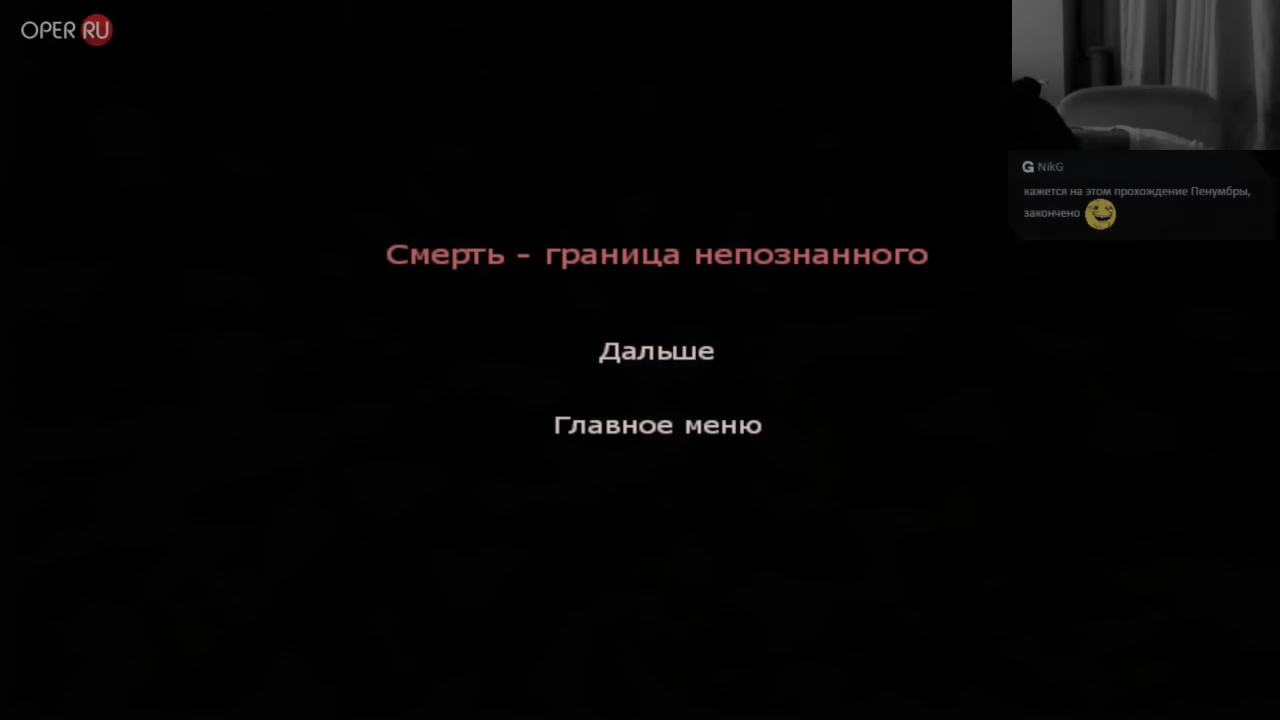 OPER RU
NikG
кажется на этом прохождение Пенумбры,
закончено
Смерть - граница непознанного
Дальше
Главное меню